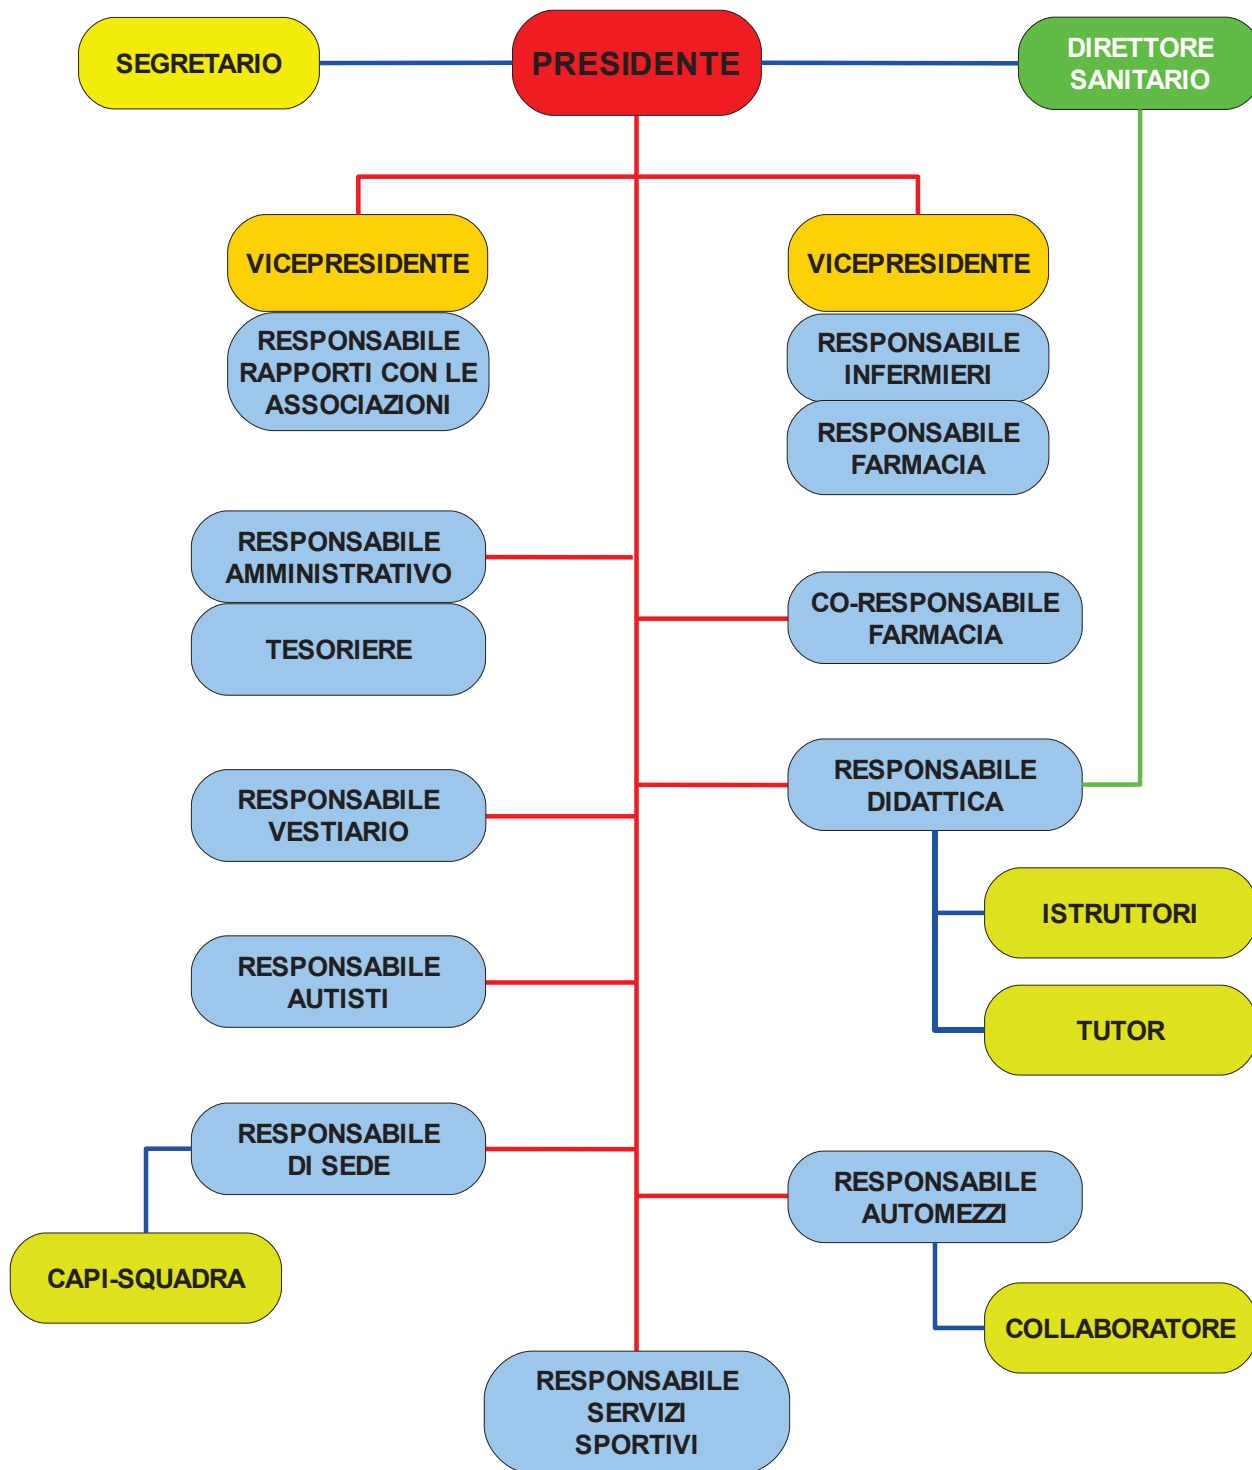 SEGRETARIO
PRESIDENTE
DIRETTORE
SANITARIO
VICEPRESIDENTE
RESPONSABILE
RAPPORTI CON LE
ASSOCIAZIONI
VICEPRESIDENTE
RESPONSABILE
INFERMIERI
RESPONSABILE
FARMACIA
RESPONSABILE
AMMINISTRATIVO
TESORIERE
CO-RESPONSABILE
FARMACIA
RESPONSABILE
VESTIARIO
RESPONSABILE
DIDATTICA
ISTRUTTORI
RESPONSABILE
AUTISTI
TUTOR
RESPONSABILE
DI SEDE
RESPONSABILE
AUTOMEZZI
CAPI-SQUADRA
COLLABORATORE
RESPONSABILE
SERVIZI
SPORTIVI